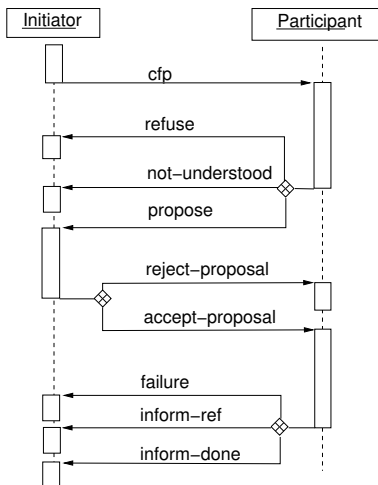 Initiator
Participant
cfp
refuse
not−understood
propose
reject−proposal
accept−proposal
failure
inform−ref
inform−done